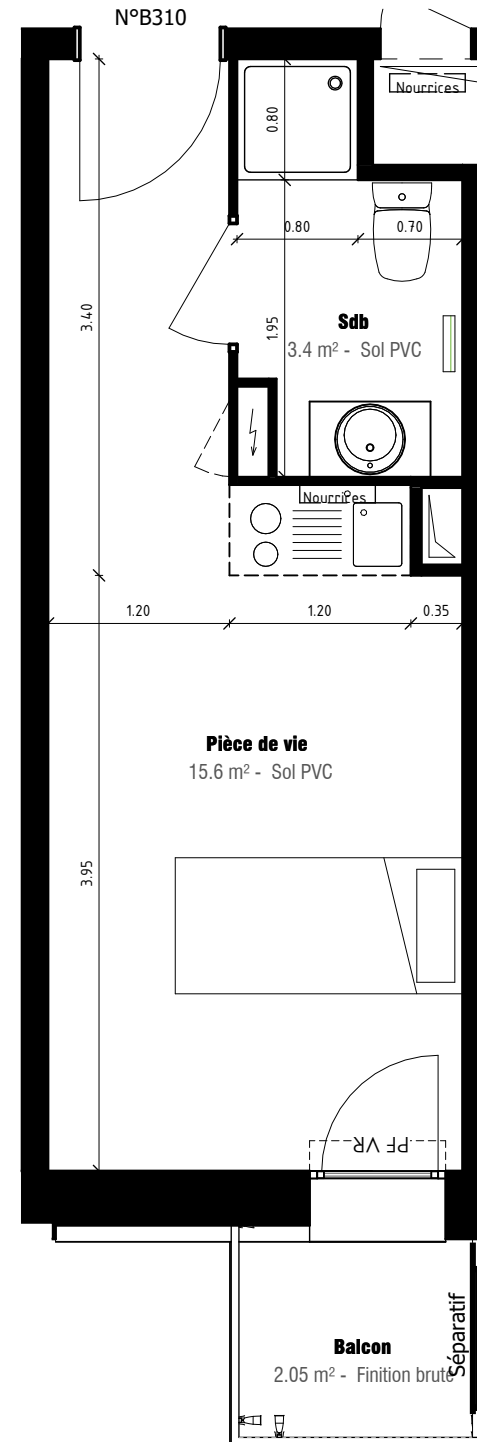 N°B310
Nourrices
0.80
0.80
0.70
3.40
1.95
Sdb
3.4 m² - Sol PVC
Nourrices
1.20
1.20
0.35
Pièce de vie
15.6 m² - Sol PVC
3.95
PF VR
Balcon
2.05 m² - Finition brute
Séparatif